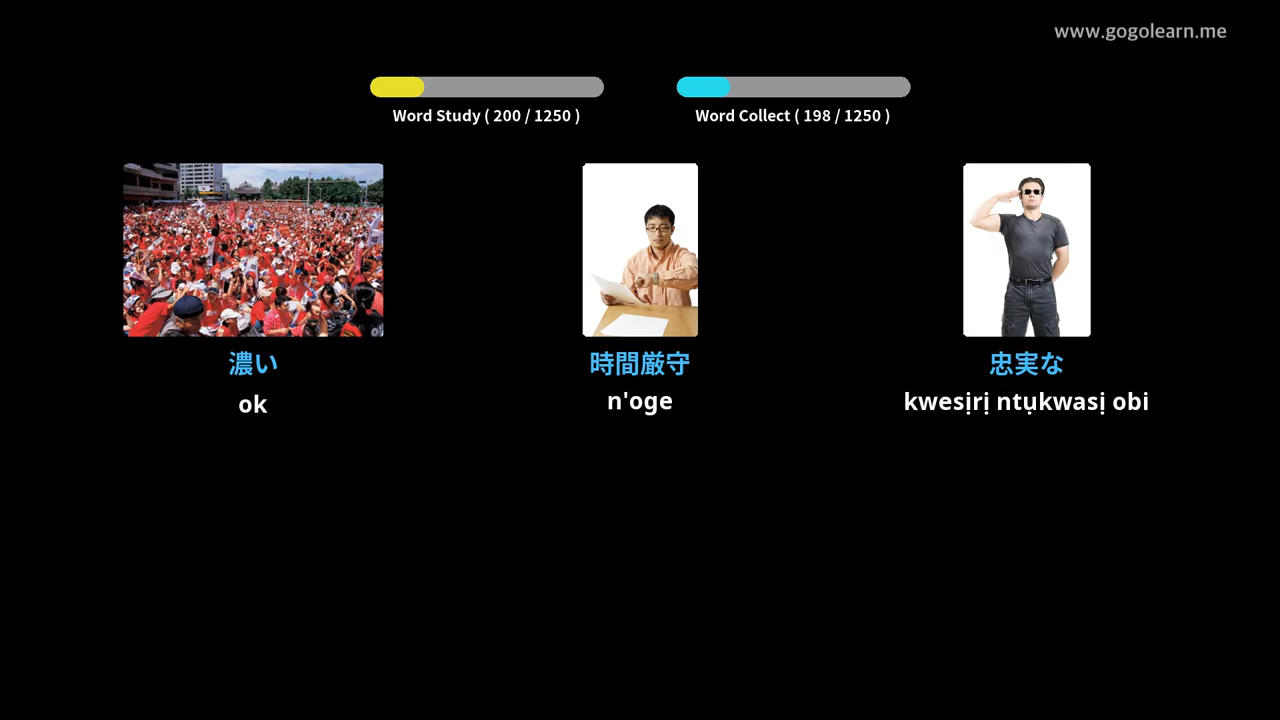 www.gogolearn.me
Word Study ( 200 / 1250 )
Word Collect ( 198 / 1250 )
濃い
ok
時間厳守
n'oge
忠実な
kwesịrị ntụkwasị obi